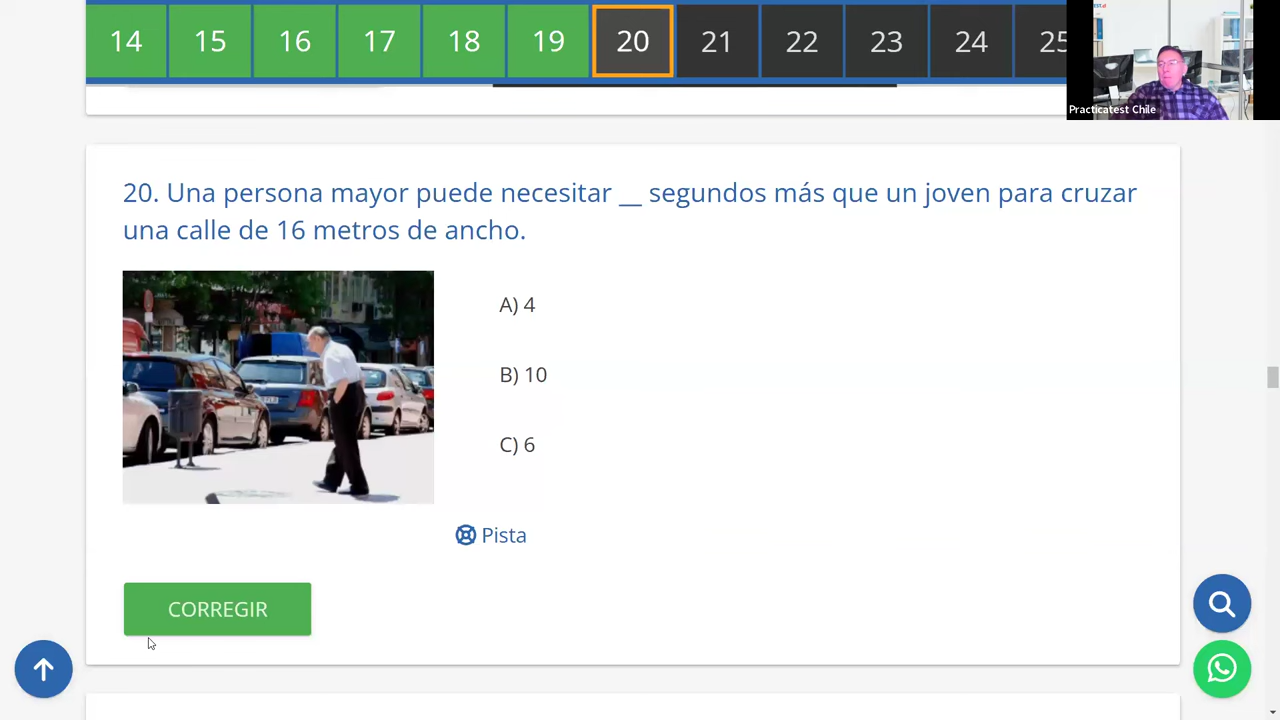 14 15 16 17 18 19 20 21 22 23 24 25
Practicatest Chile
20. Una persona mayor puede necesitar __ segundos más que un joven para cruzar
una calle de 16 metros de ancho.
A) 4
B) 10
C) 6
Pista
CORREGIR